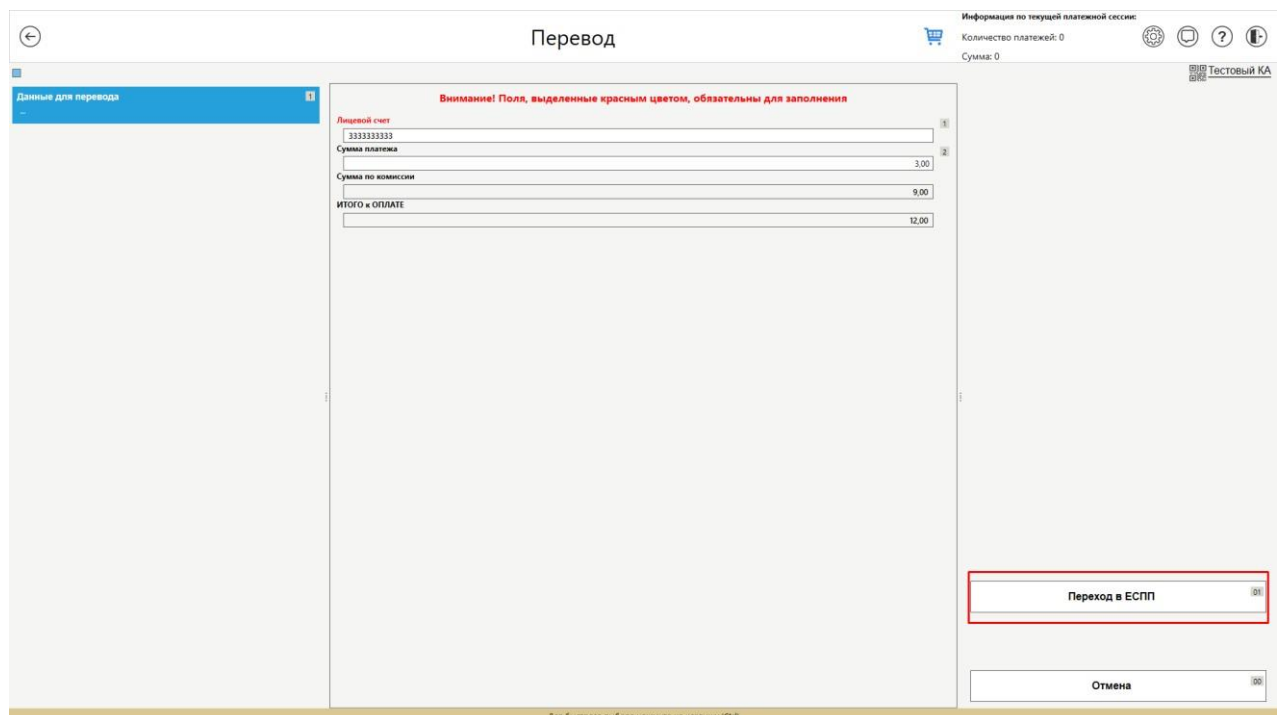 Информация по текущей платежной сессии:
Перевод
Количество платежей: 0
Сумма: 0
Тестовый КА
Данные для перевода 1
–
Внимание! Поля, выделенные красным цветом, обязательны для заполнения
Лицевой счет 1
3333333333
Сумма платежа 2
3,00
Сумма по комиссии
9,00
ИТОГО к ОПЛАТЕ
12,00
Переход в ЕСПП 01
Отмена 00